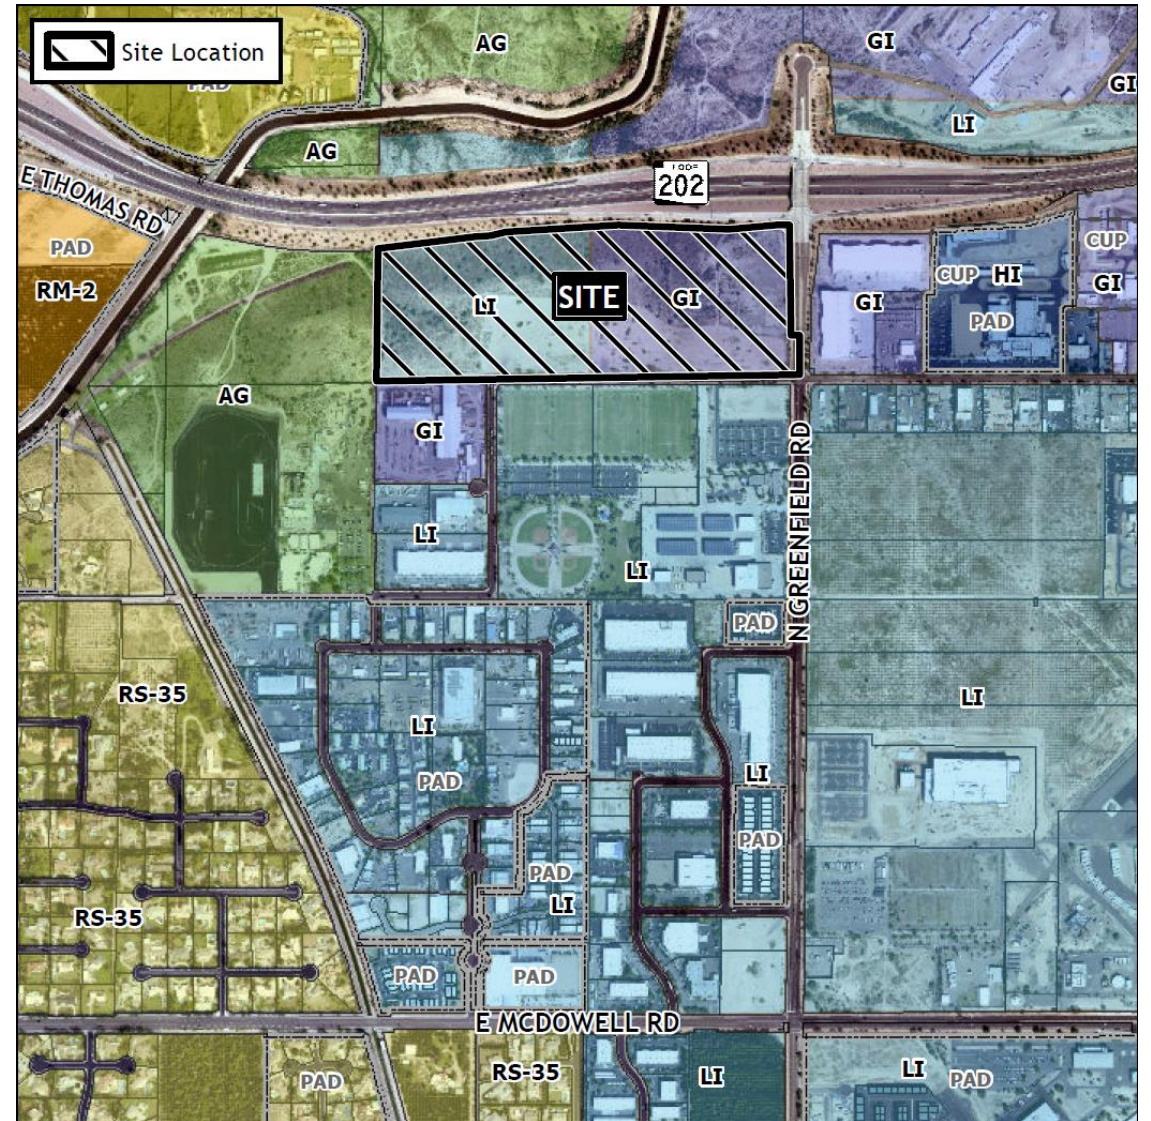 Site Location
PAD
AG
GI
GI
LI
AG
LOOP
202
E THOMAS RD
PAD
RM-2
LI
SITE
GI
GI
CUP
HI
PAD
CUP
GI
AG
GI
LI
LI
N GREENFIELD RD
PAD
RS-35
LI
PAD
LI
LI
PAD
PAD
LI
RS-35
PAD
PAD
E MCDOWELL RD
PAD
RS-35
LI
LI
PAD